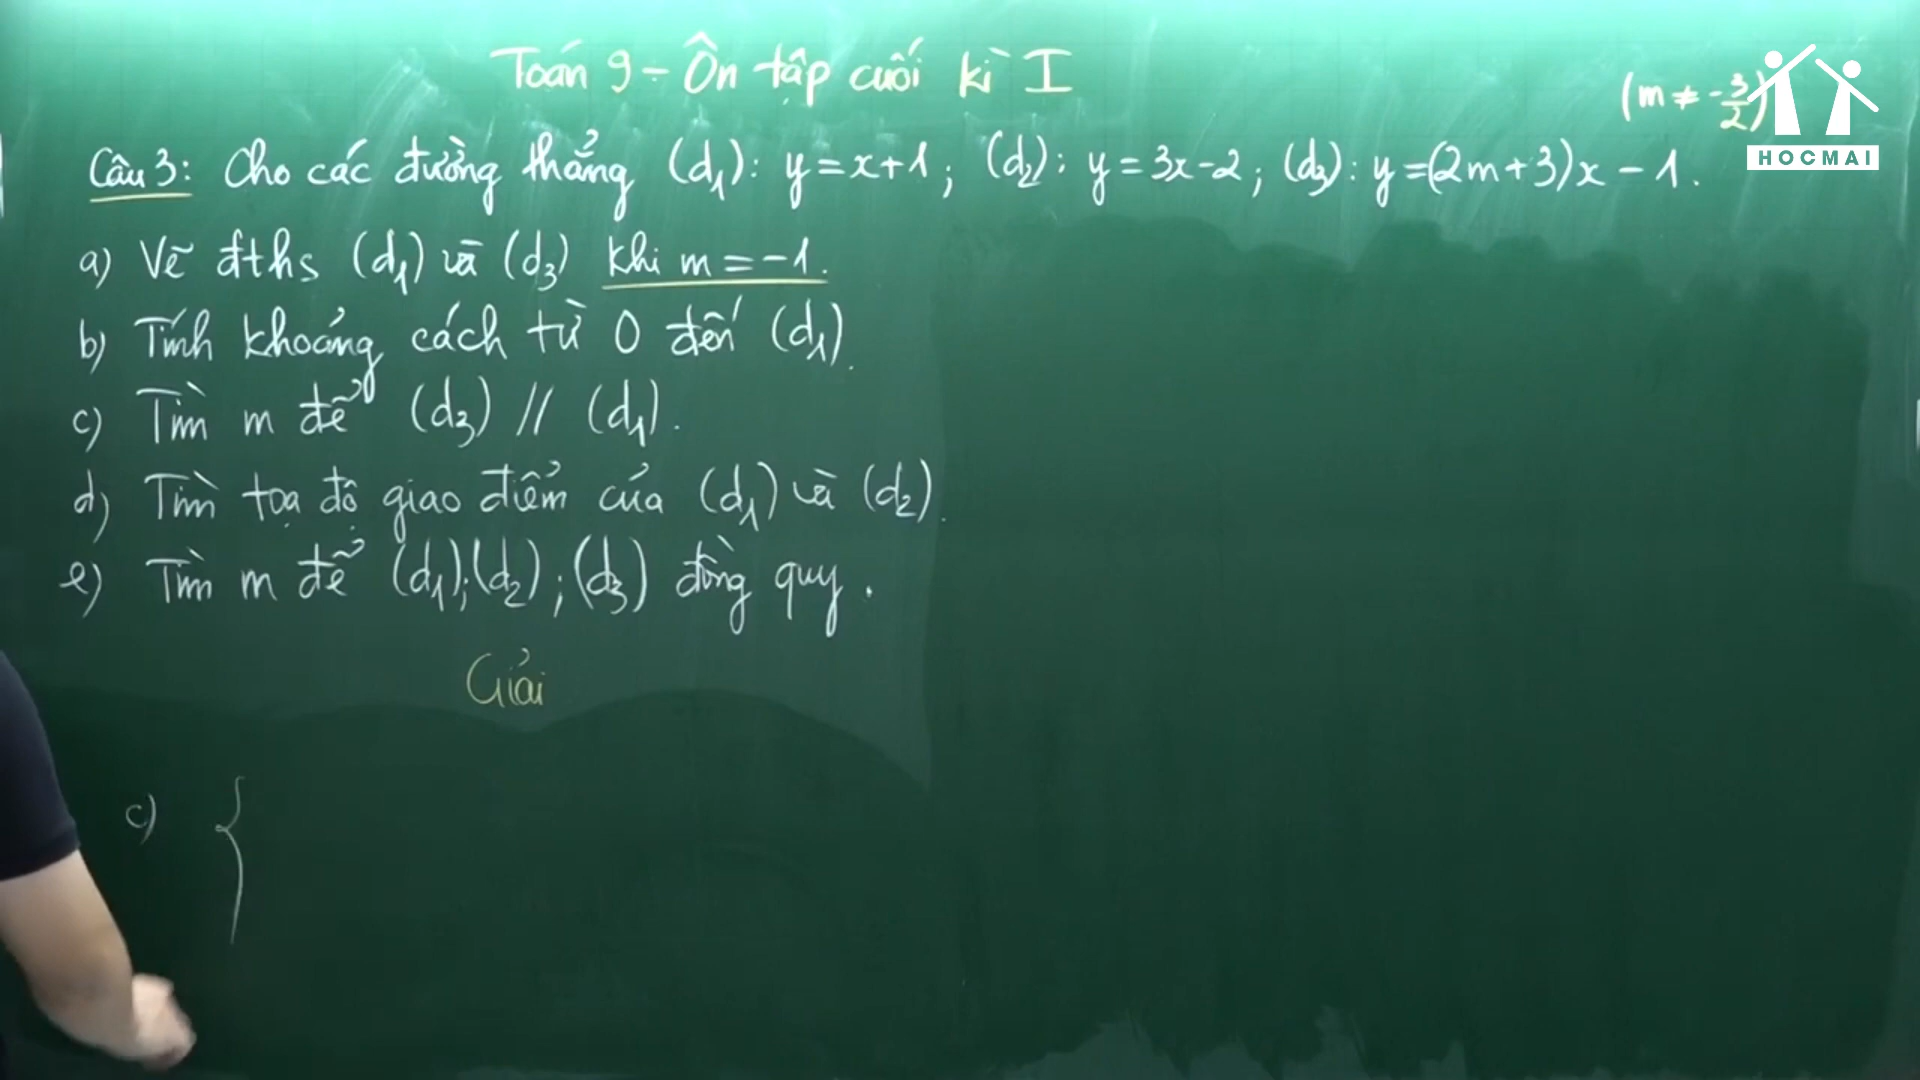 Toán 9 - Ôn tập cuối kì I
(m ≠ -3/2)
HOCMAI
Câu 3: Cho các đường thẳng (d₁): y = x + 1; (d₂): y = 3x - 2; (d₃): y = (2m + 3)x - 1.
a) Vẽ đths (d₁) và (d₃) khi m = -1.
b) Tính khoảng cách từ O đến (d₁).
c) Tìm m để (d₃) // (d₁).
d) Tìm toạ độ giao điểm của (d₁) và (d₂).
e) Tìm m để (d₁); (d₂); (d₃) đồng quy.
Giải
c) {